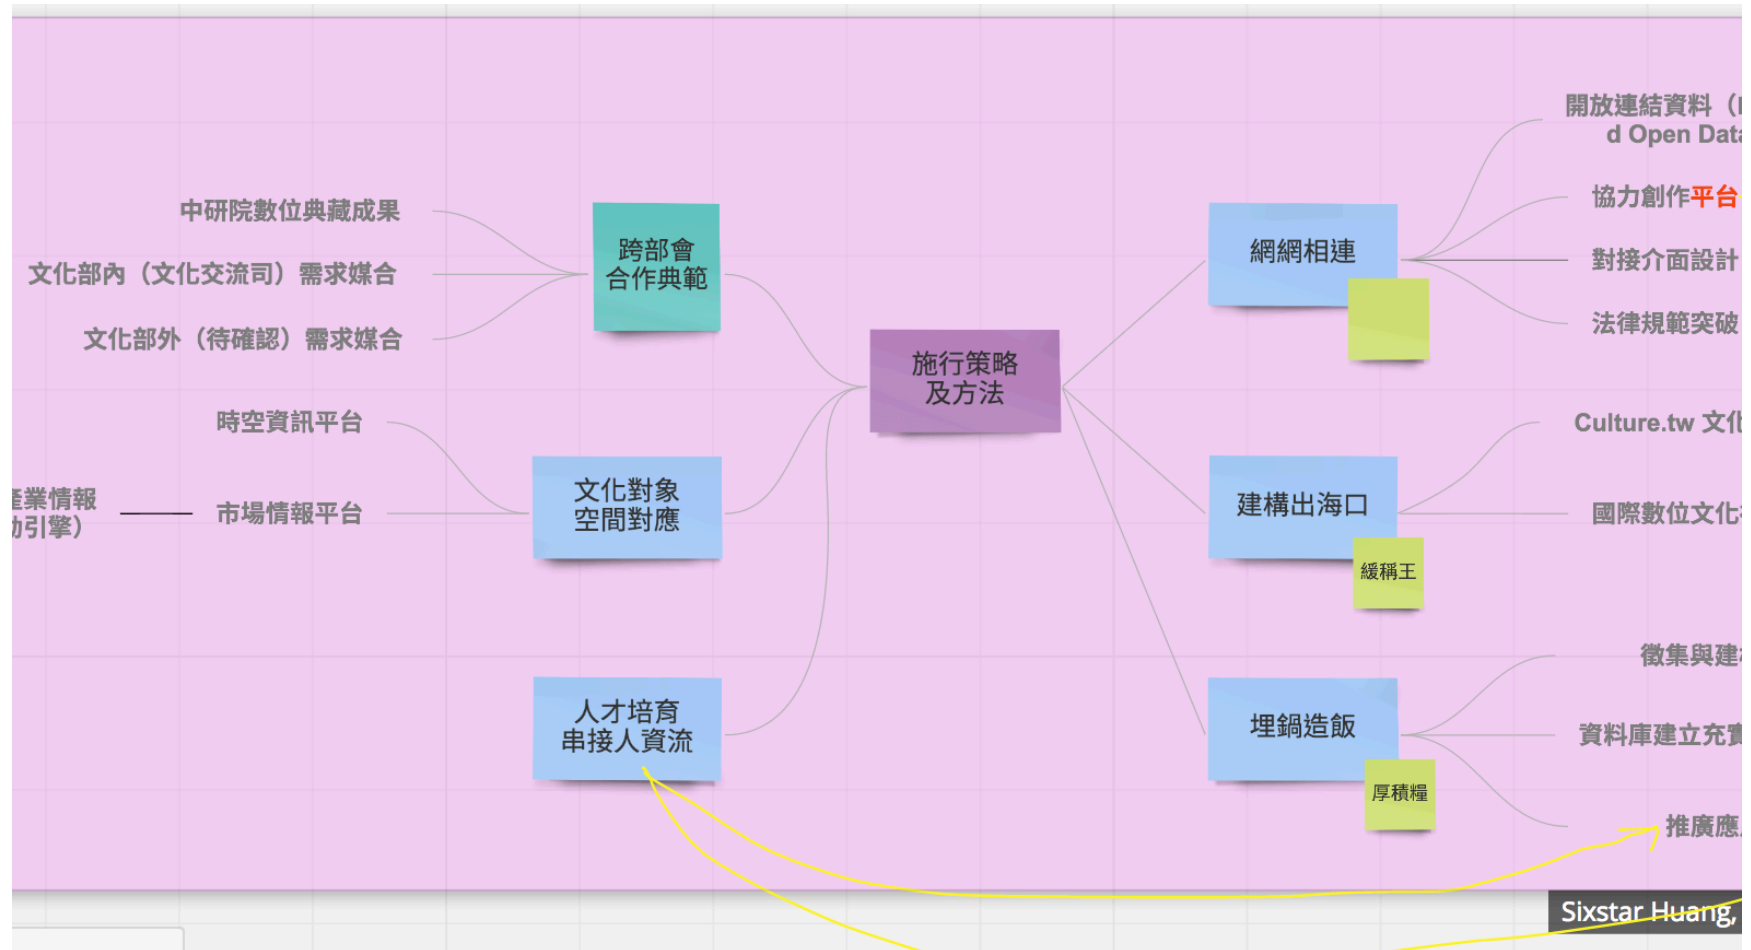 中研院數位典藏成果
文化部內（文化交流司）需求媒合
文化部外（待確認）需求媒合
跨部會
合作典範
時空資訊平台
產業情報
動引擎）
市場情報平台
文化對象
空間對應
人才培育
串接人資流
施行策略
及方法
網網相連
開放連結資料（
d Open Data
協力創作平台
對接介面設計
法律規範突破
建構出海口
緩稱王
Culture.tw 文化
國際數位文化
埋鍋造飯
厚積糧
徵集與建
資料庫建立充實
推廣應
Sixstar Huang,